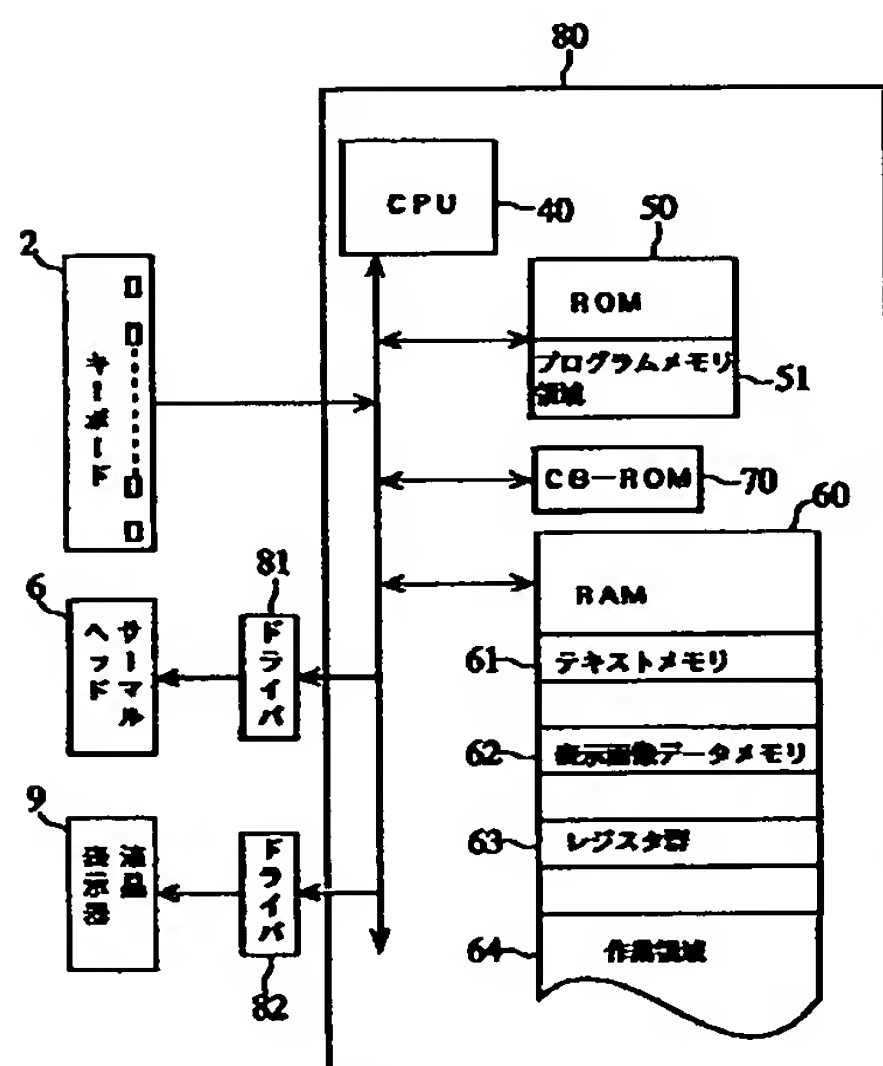 80
CPU
40
2
キーボード
50
ROM
プログラムメモリ
領域
51
CG-ROM
70
60
RAM
6
サーマル
ヘッド
81
ドライバ
61
テキストメモリ
62
表示画像データメモリ
9
液晶
表示器
ドライバ
82
63
レジスタ群
64
作業領域